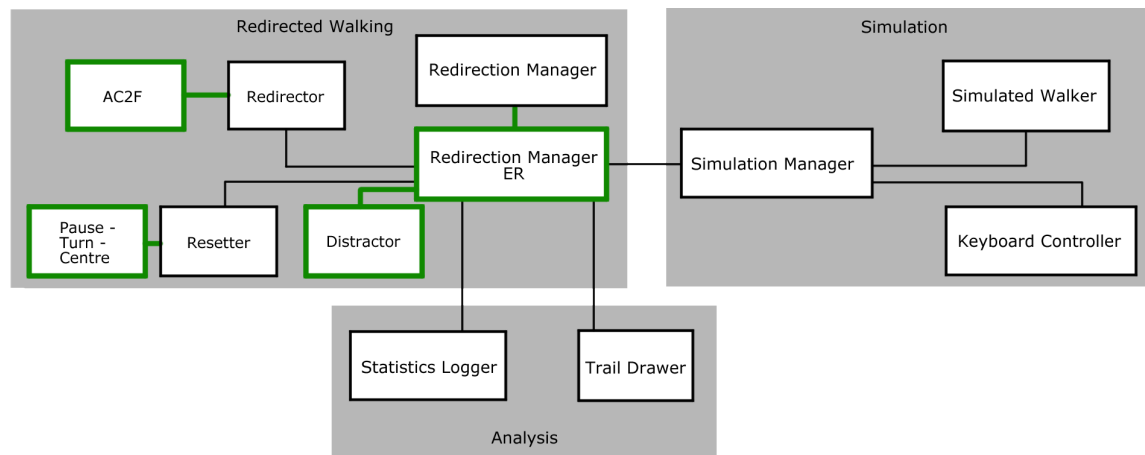 Redirected Walking
Simulation
AC2F
Redirector
Redirection Manager
Simulated Walker
Redirection Manager
ER
Simulation Manager
Pause -
Turn -
Centre
Resetter
Distractor
Keyboard Controller
Statistics Logger
Trail Drawer
Analysis